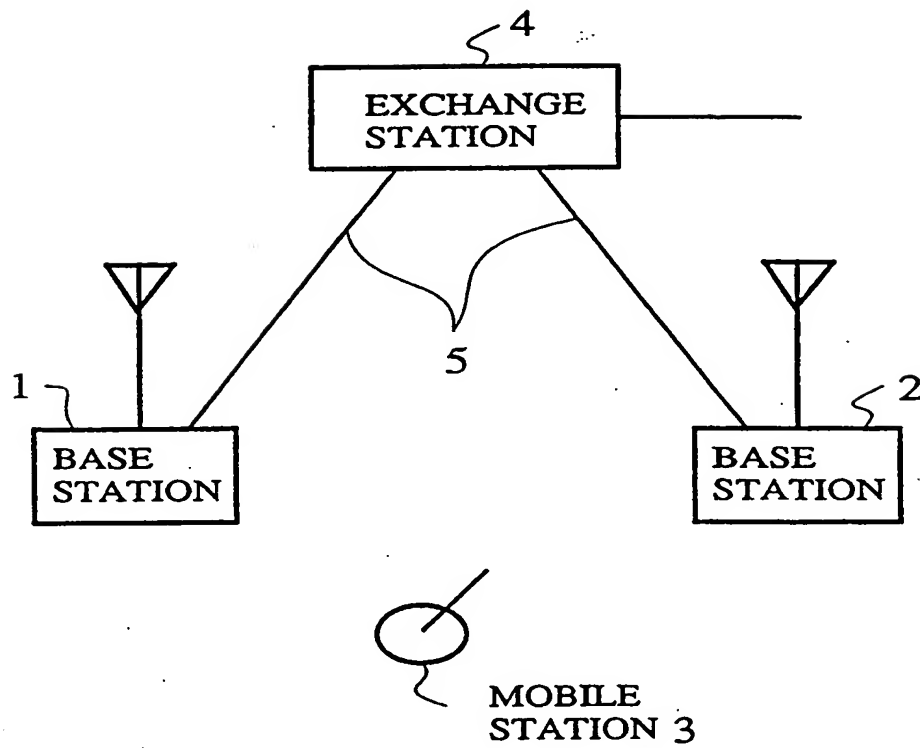 4
EXCHANGE
STATION
5
1
2
BASE
STATION
BASE
STATION
MOBILE
STATION 3